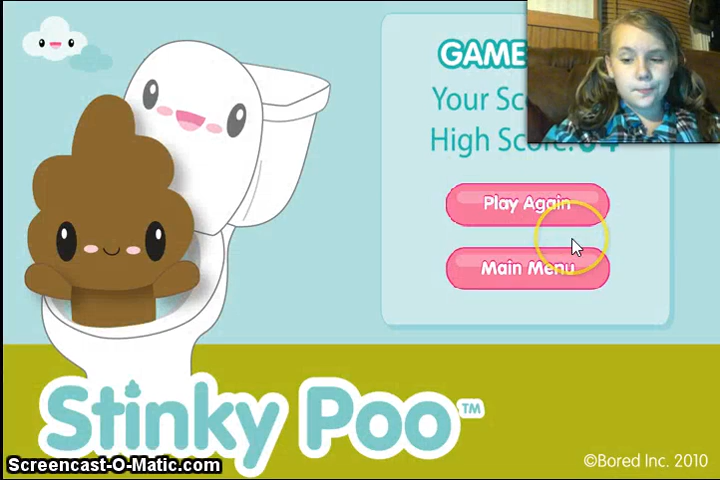 GAME
Your Sc
High Score:
Play Again
Main Menu
Stinky Poo™
©Bored Inc. 2010
Screencast-O-Matic.com